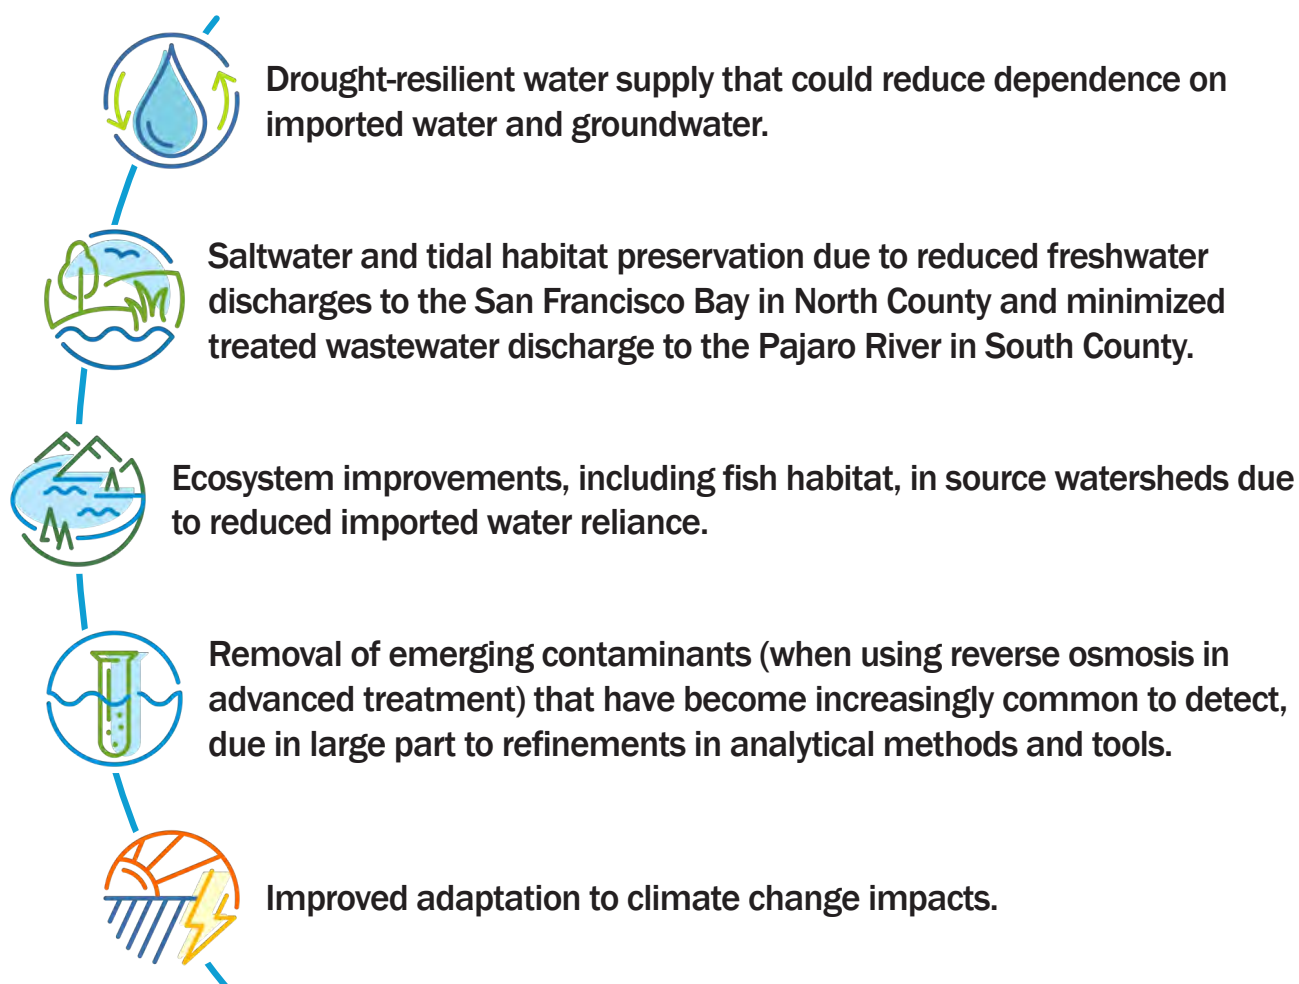 Drought-resilient water supply that could reduce dependence on
imported water and groundwater.
Saltwater and tidal habitat preservation due to reduced freshwater
discharges to the San Francisco Bay in North County and minimized
treated wastewater discharge to the Pajaro River in South County.
Ecosystem improvements, including fish habitat, in source watersheds due
to reduced imported water reliance.
Removal of emerging contaminants (when using reverse osmosis in
advanced treatment) that have become increasingly common to detect,
due in large part to refinements in analytical methods and tools.
Improved adaptation to climate change impacts.